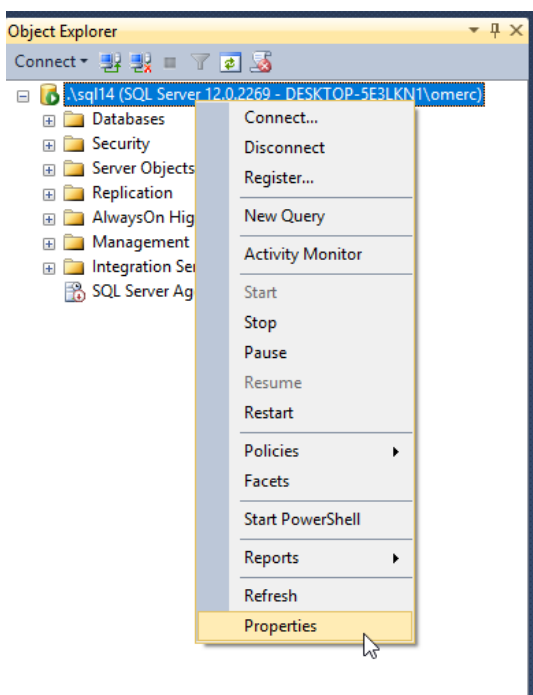 Object Explorer
Connect
.\sql14 (SQL Server 12.0.2269 - DESKTOP-5E3LKN1\omerc)
Databases
Security
Server Objects
Replication
AlwaysOn Hig
Management
Integration Se
SQL Server Ag
Connect...
Disconnect
Register...
New Query
Activity Monitor
Start
Stop
Pause
Resume
Restart
Policies
Facets
Start PowerShell
Reports
Refresh
Properties